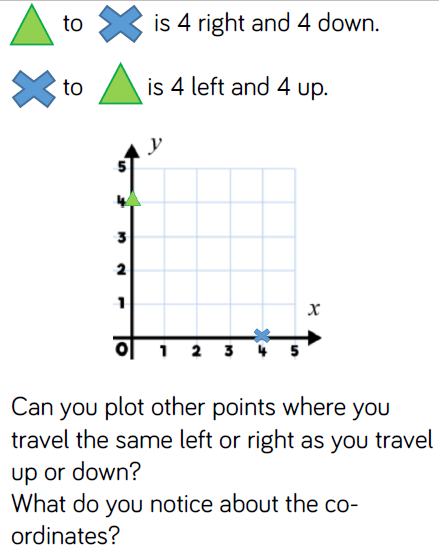 to is 4 right and 4 down.
to is 4 left and 4 up.
y
5
4
3
2
1
x
0 1 2 3 4 5
Can you plot other points where you
travel the same left or right as you travel
up or down?
What do you notice about the co-
ordinates?